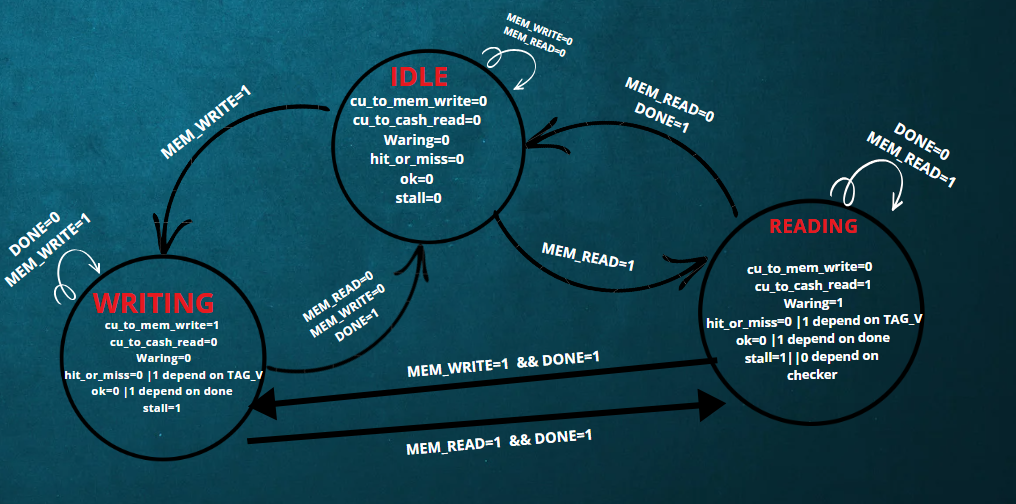 MEM_WRITE=0
MEM_READ=0
IDLE
cu_to_mem_write=0
cu_to_cash_read=0
Waring=0
hit_or_miss=0
ok=0
stall=0
MEM_WRITE=1
MEM_READ=0
DONE=1
DONE=0
MEM_READ=1
DONE=0
MEM_WRITE=1
MEM_READ=1
READING
cu_to_mem_write=0
cu_to_cash_read=1
Waring=1
hit_or_miss=0 |1 depend on TAG_V
ok=0 |1 depend on done
stall=1||0 depend on
checker
WRITING
cu_to_mem_write=1
cu_to_cash_read=0
Waring=0
hit_or_miss=0 |1 depend on TAG_V
ok=0 |1 depend on done
stall=1
MEM_READ=0
MEM_WRITE=0
DONE=1
MEM_WRITE=1 && DONE=1
MEM_READ=1 && DONE=1